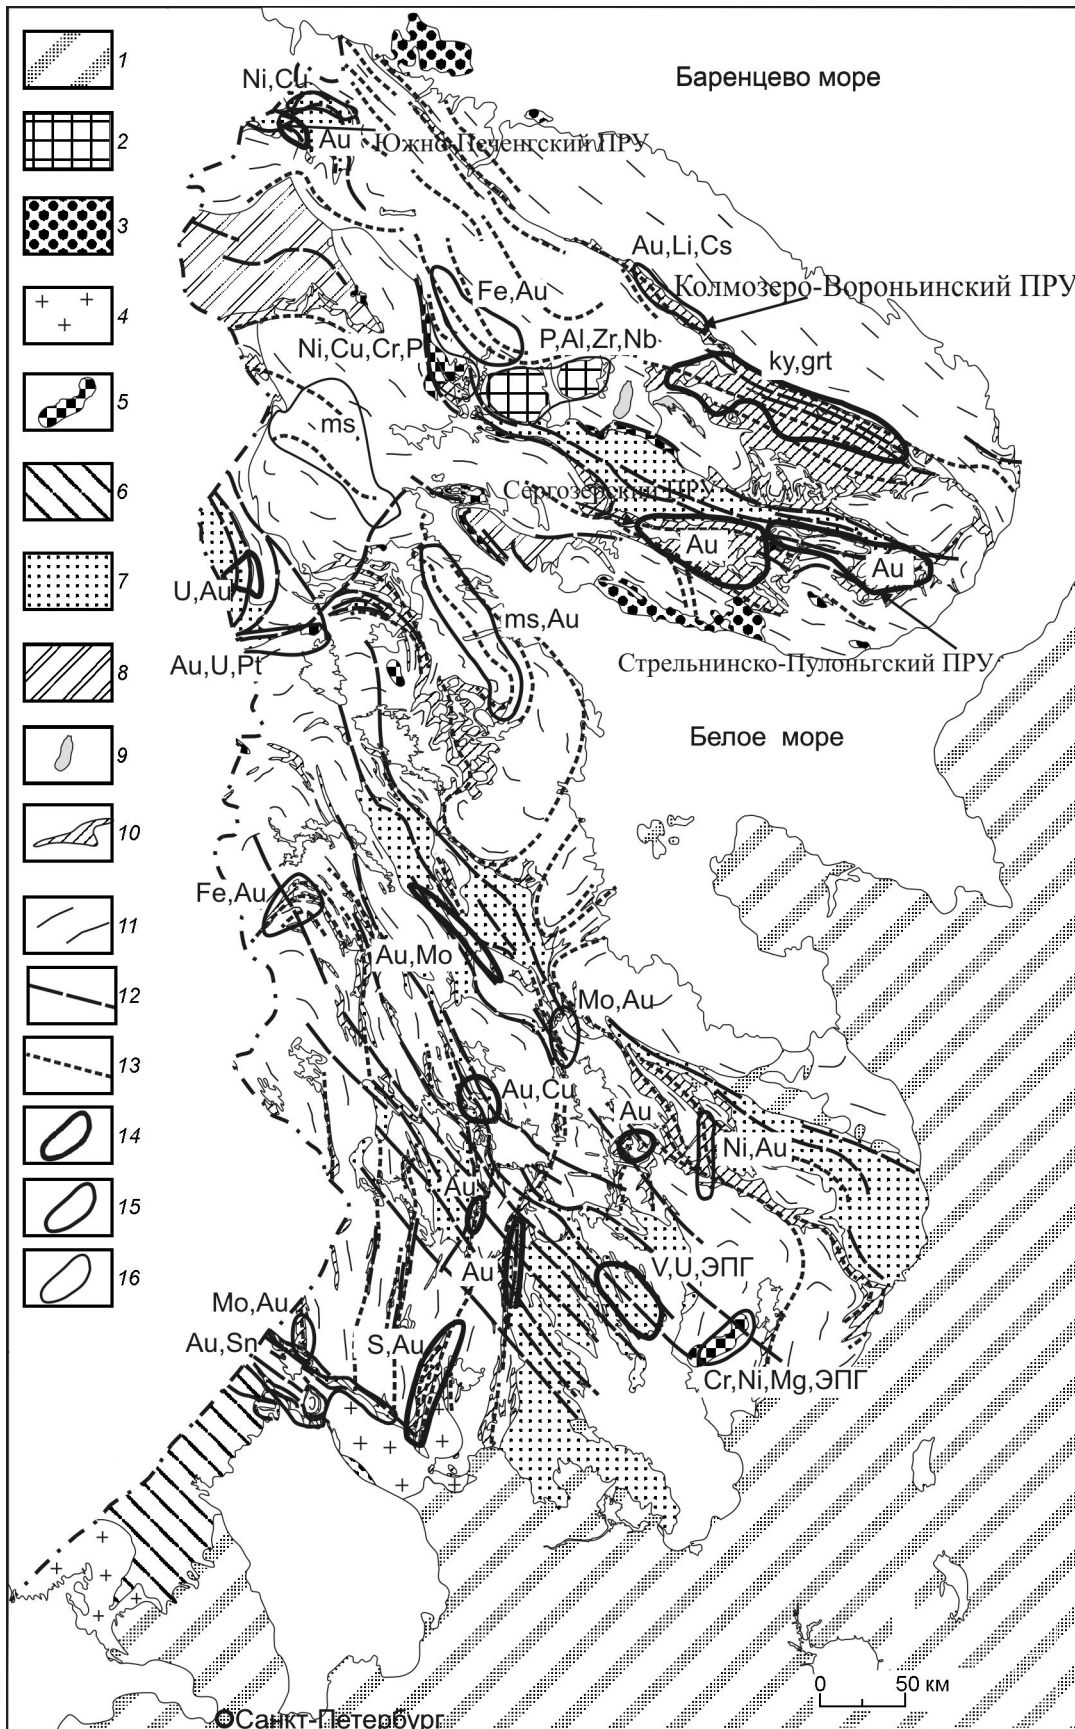 1
2
3
4
5
6
7
8
9
10
11
12
13
14
15
16
Баренцево море
Ni,Cu
Au
Южно-Печенгский ПРУ
Au,Li,Cs
Колмозеро-Вороньинский ПРУ
Fe,Au
Ni,Cu,Cr,Pt
P,Al,Zr,Nb
ky,grt
ms
Сергозерский ПРУ
Au
Au
U,Au
ms,Au
Стрельнинско-Пулоньгский ПРУ
Au,U,Pt
Белое море
Fe,Au
Au,Mo
Mo,Au
Au,Cu
Au
Ni,Au
Au
Au
V,U,ЭПГ
Mo,Au
Au,Sn
S,Au
Cr,Ni,Mg,ЭПГ
0 50 км
Санкт-Петербург